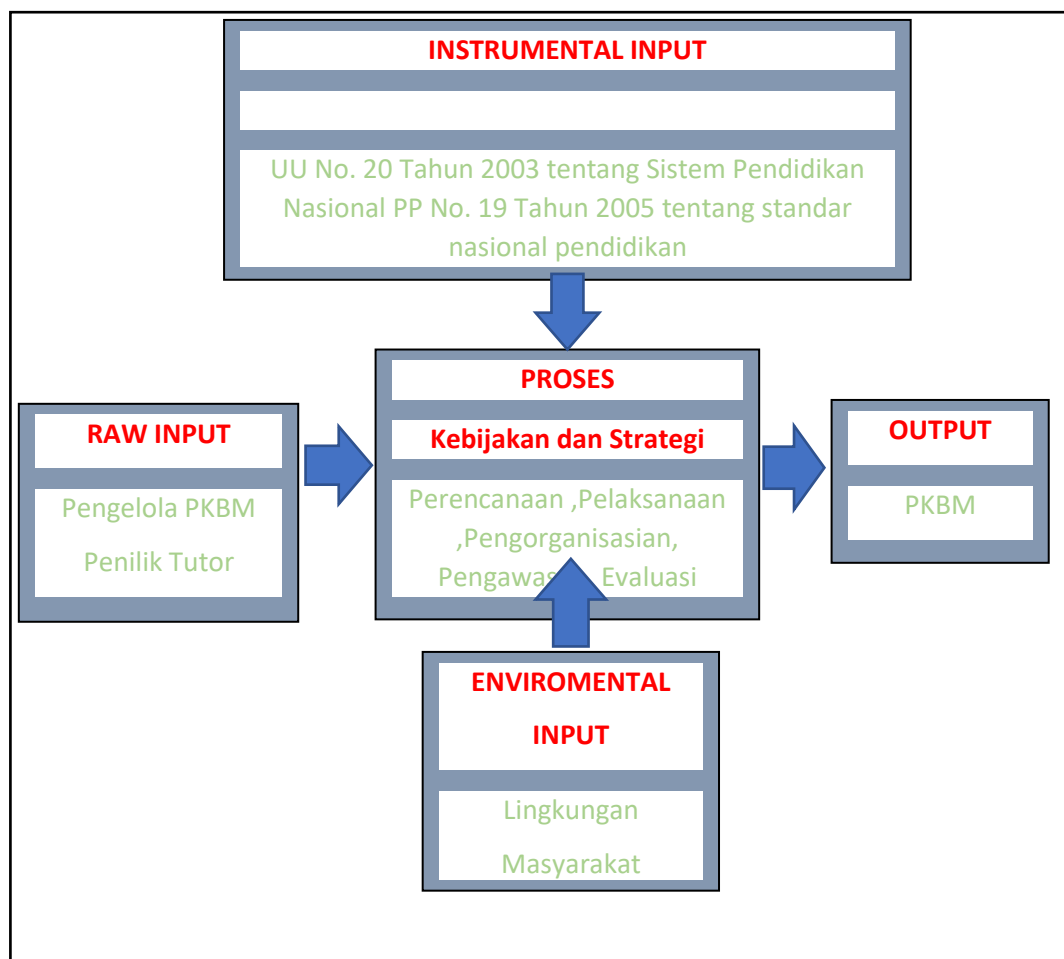 INSTRUMENTAL INPUT
UU No. 20 Tahun 2003 tentang Sistem Pendidikan
Nasional PP No. 19 Tahun 2005 tentang standar
nasional pendidikan
PROSES
Kebijakan dan Strategi
Perencanaan ,Pelaksanaan
,Pengorganisasian,
Evaluasi
RAW INPUT
Pengelola PKBM
Penilik Tutor
OUTPUT
PKBM
ENVIROMENTAL
INPUT
Lingkungan
Masyarakat